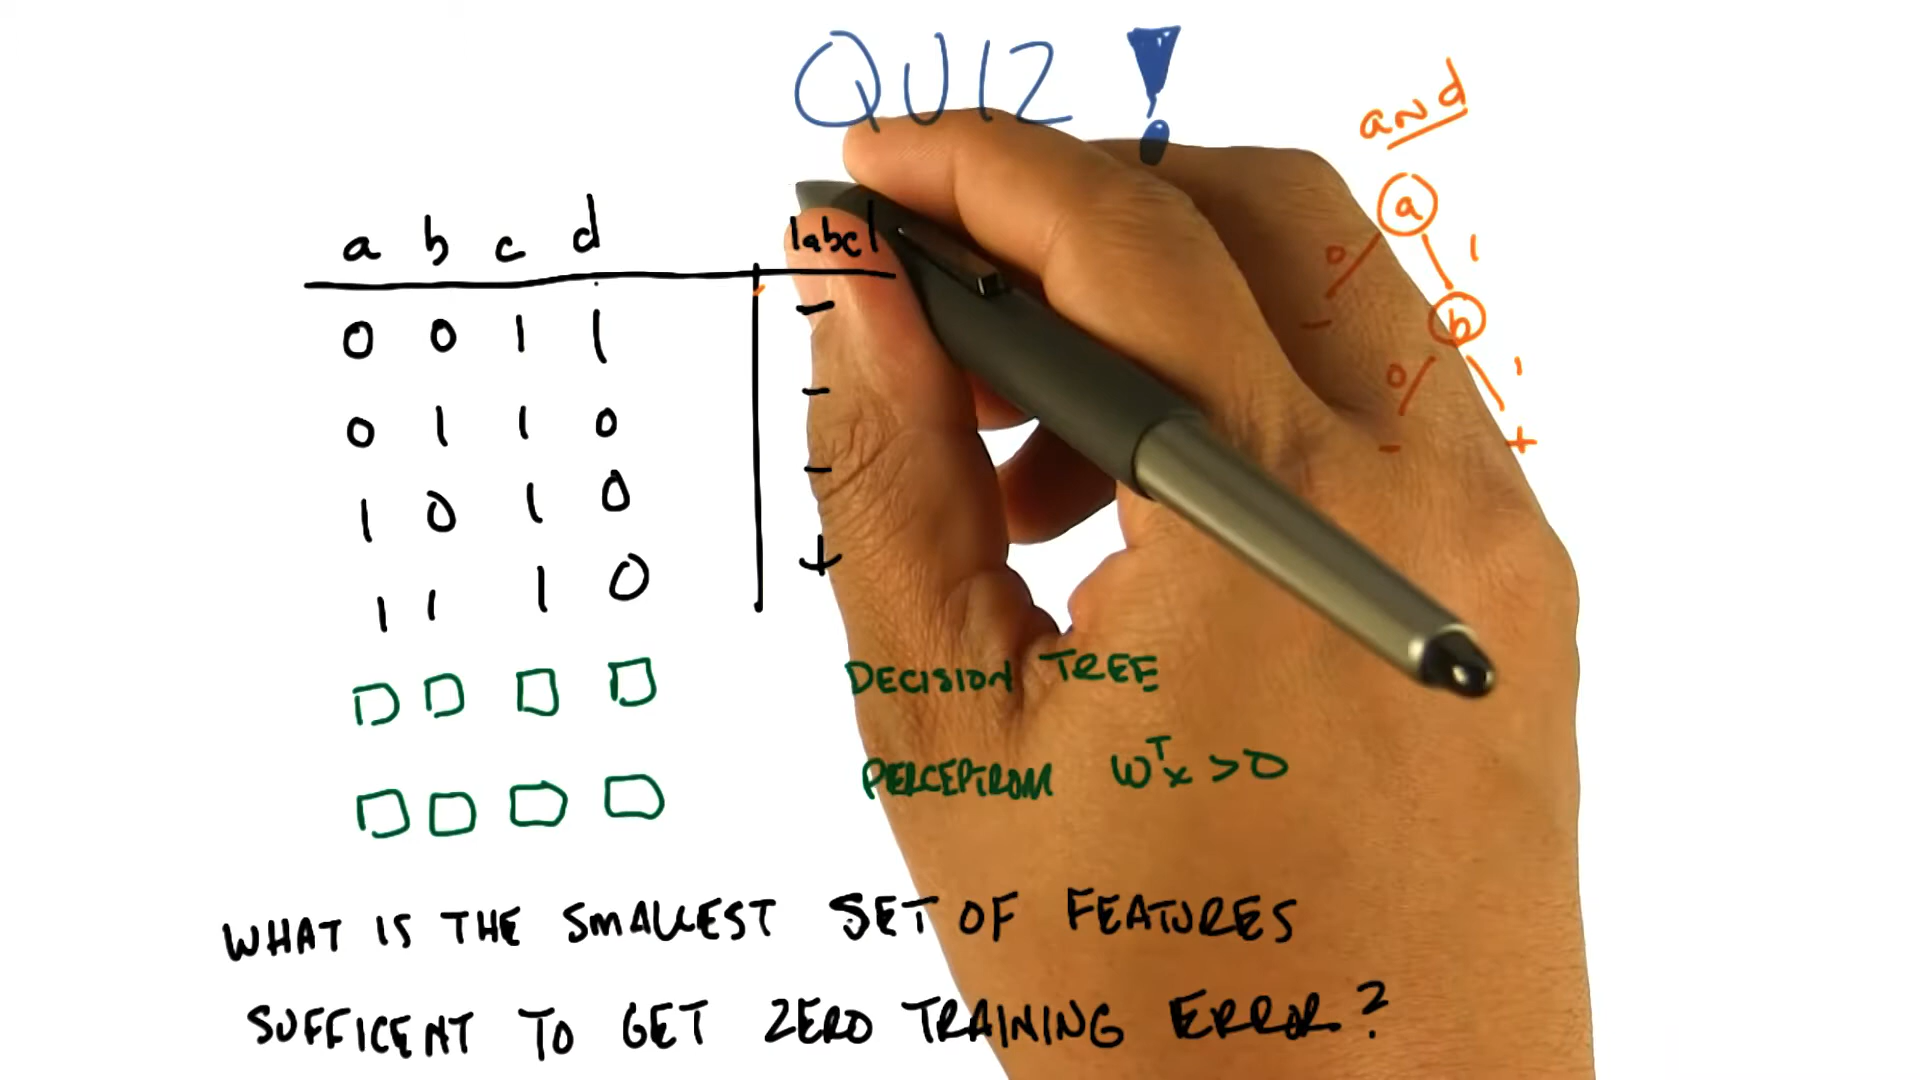 QUIZ!
and
a b c d label
0 0 1 1 -
0 1 1 0 -
1 0 1 0 -
1 1 1 0 +
a
0 1
- b
0 1
- +
DECISION TREE
PERCEPTRON wᵀx > 0
WHAT IS THE SMALLEST SET OF FEATURES
SUFFICENT TO GET ZERO TRAINING ERROR?